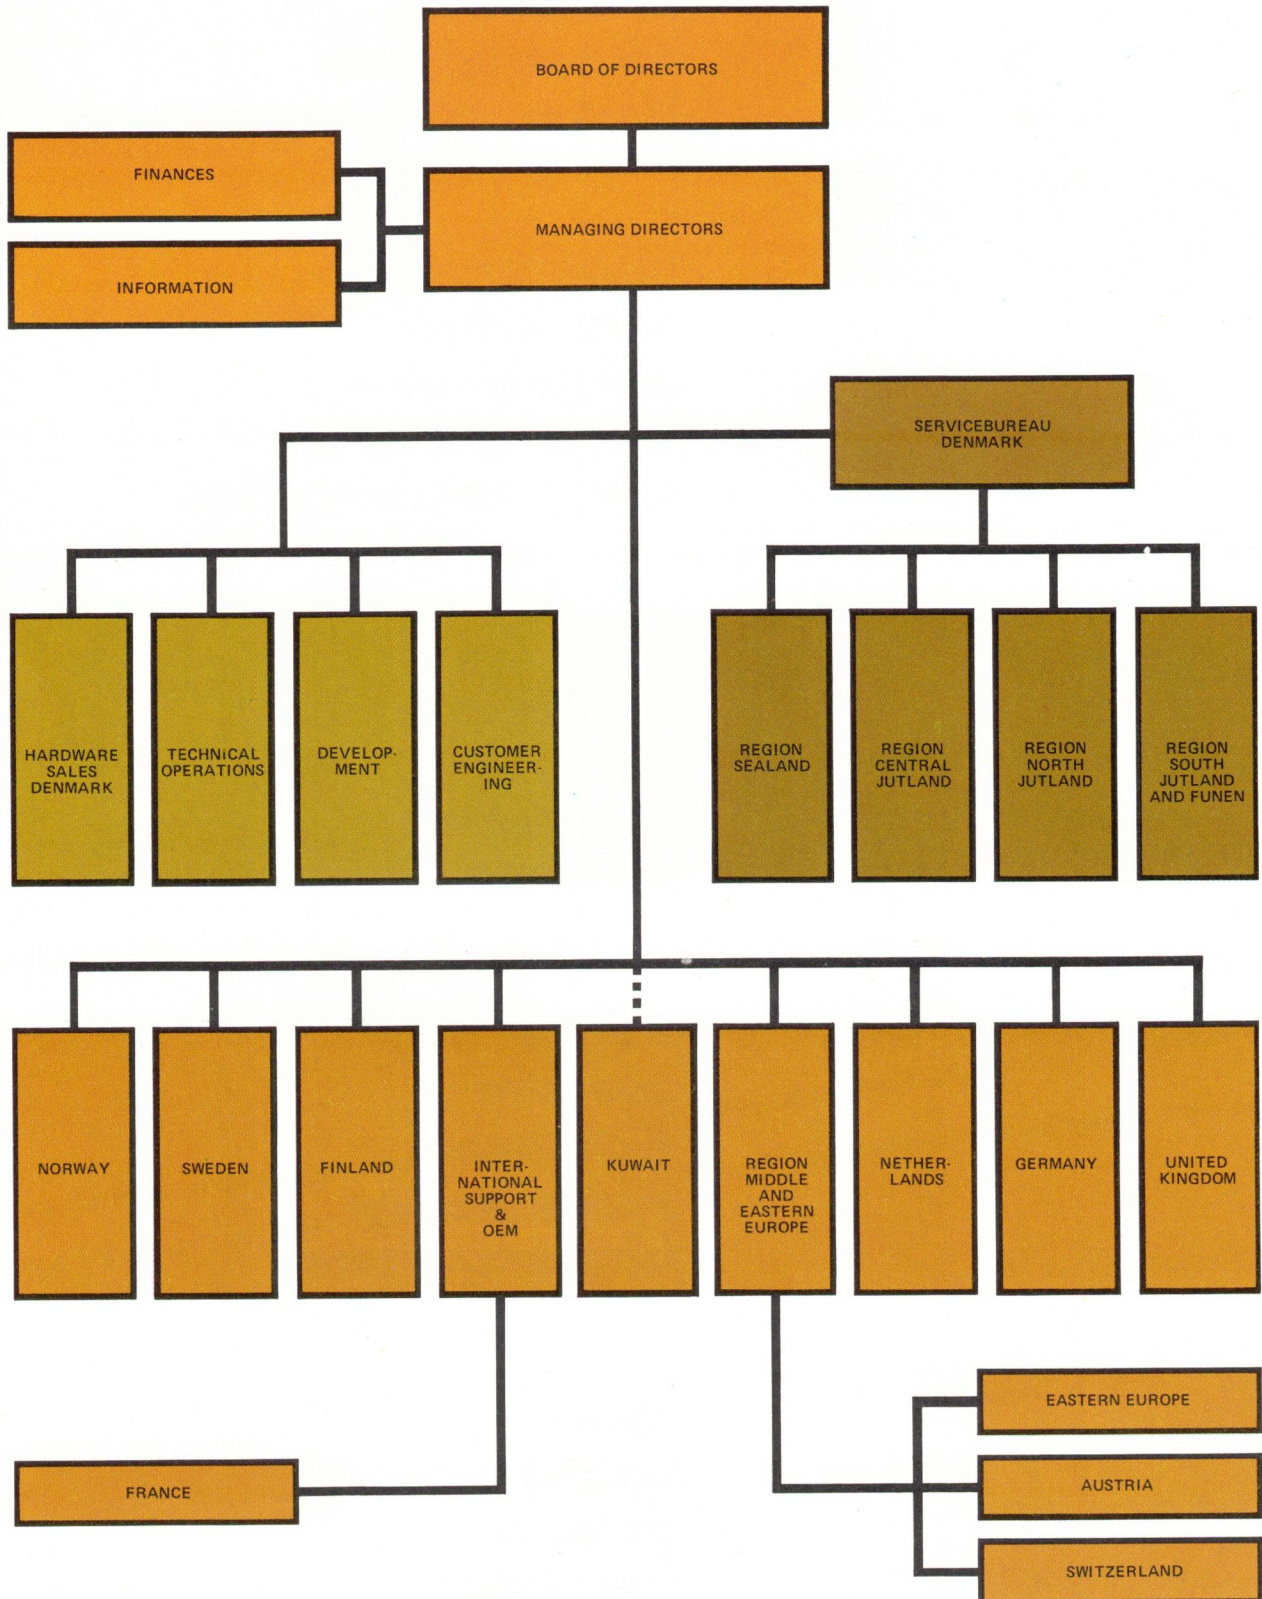 BOARD OF DIRECTORS
FINANCES
MANAGING DIRECTORS
INFORMATION
SERVICEBUREAU
DENMARK
HARDWARE
SALES
DENMARK
TECHNICAL
OPERATIONS
DEVELOP-
MENT
CUSTOMER
ENGINEER-
ING
REGION
SEALAND
REGION
CENTRAL
JUTLAND
REGION
NORTH
JUTLAND
REGION
SOUTH
JUTLAND
AND FUNEN
NORWAY
SWEDEN
FINLAND
INTER-
NATIONAL
SUPPORT
&
OEM
KUWAIT
REGION
MIDDLE
AND
EASTERN
EUROPE
NETHER-
LANDS
GERMANY
UNITED
KINGDOM
EASTERN EUROPE
FRANCE
AUSTRIA
SWITZERLAND